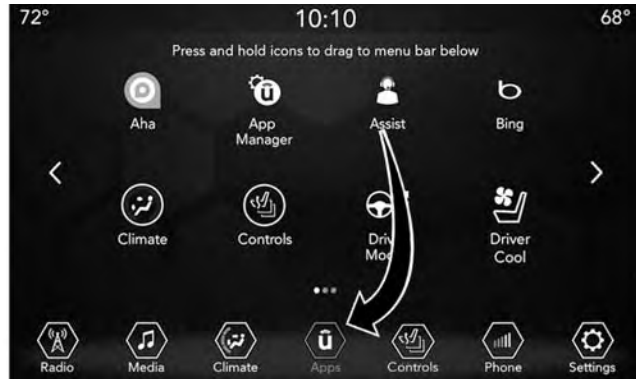 72° 10:10 68°
Press and hold icons to drag to menu bar below
Aha App Manager Assist Bing
Climate Controls Driver Cool
Radio Media Climate Apps Controls Phone Settings